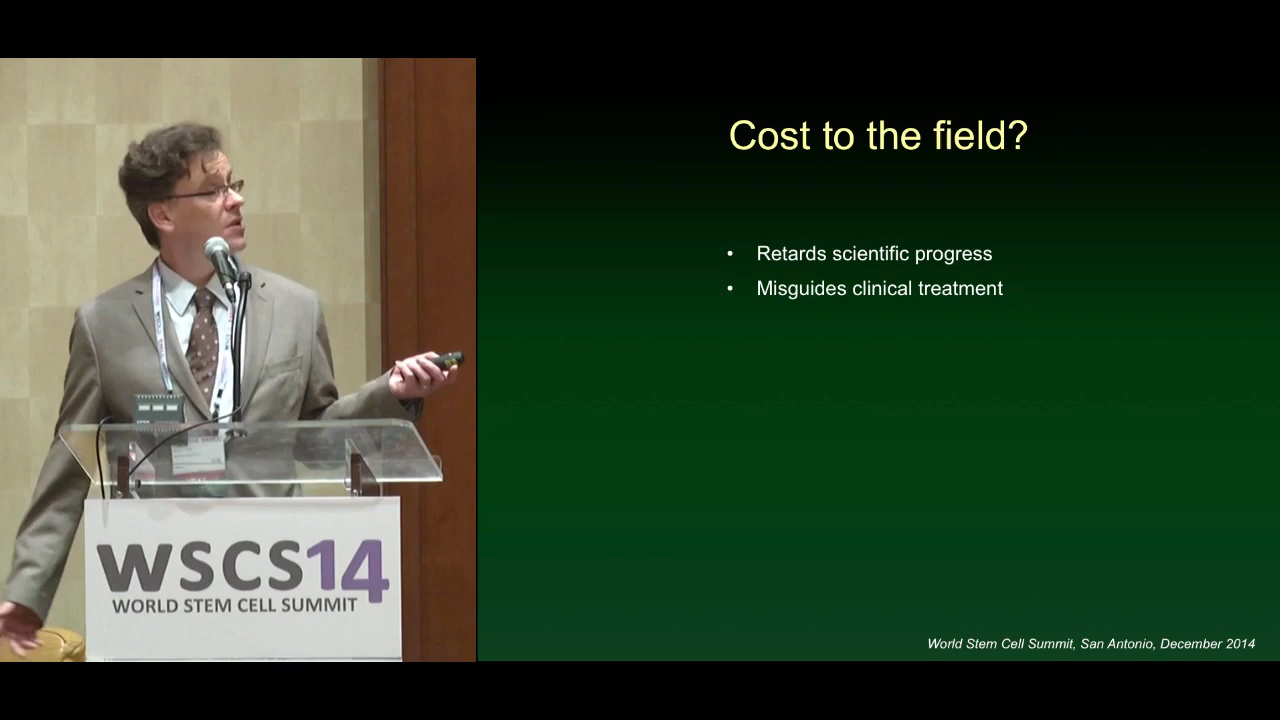 Cost to the field?
• Retards scientific progress
• Misguides clinical treatment
WSCS14
WORLD STEM CELL SUMMIT
World Stem Cell Summit, San Antonio, December 2014